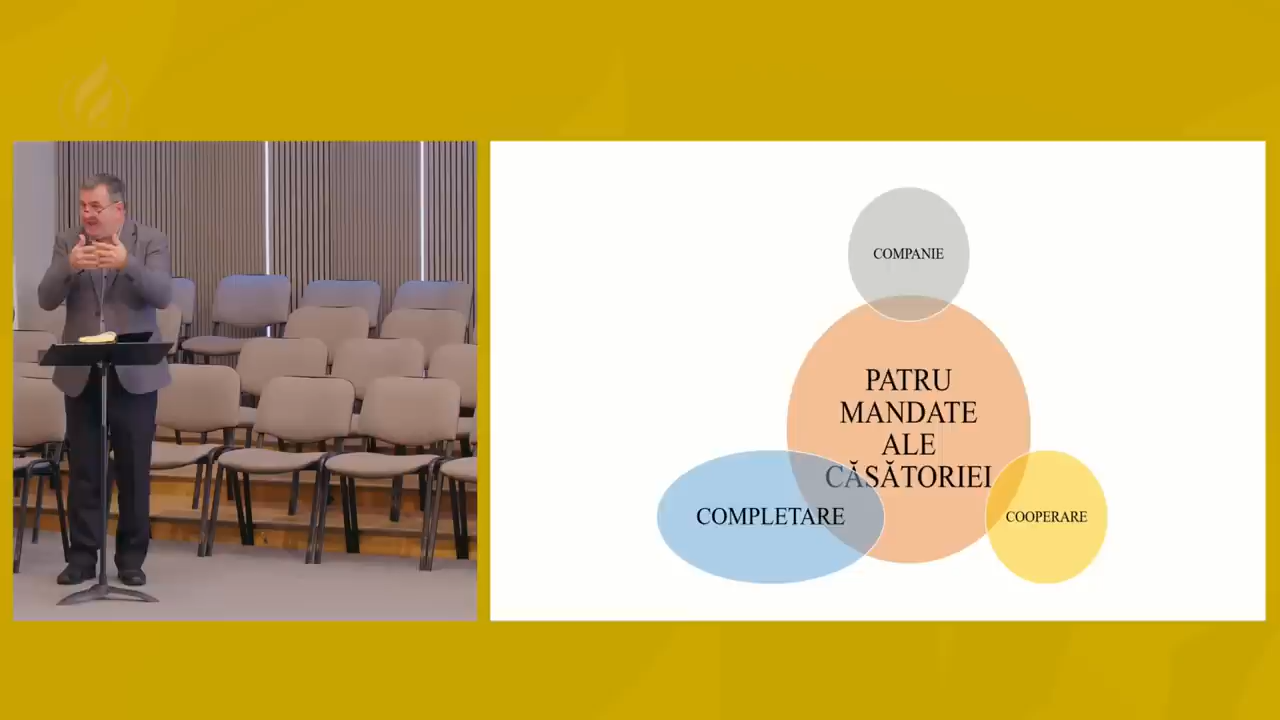 COMPANIE
PATRU
MANDATE
ALE
CĂSĂTORIEI
COMPLETARE
COOPERARE